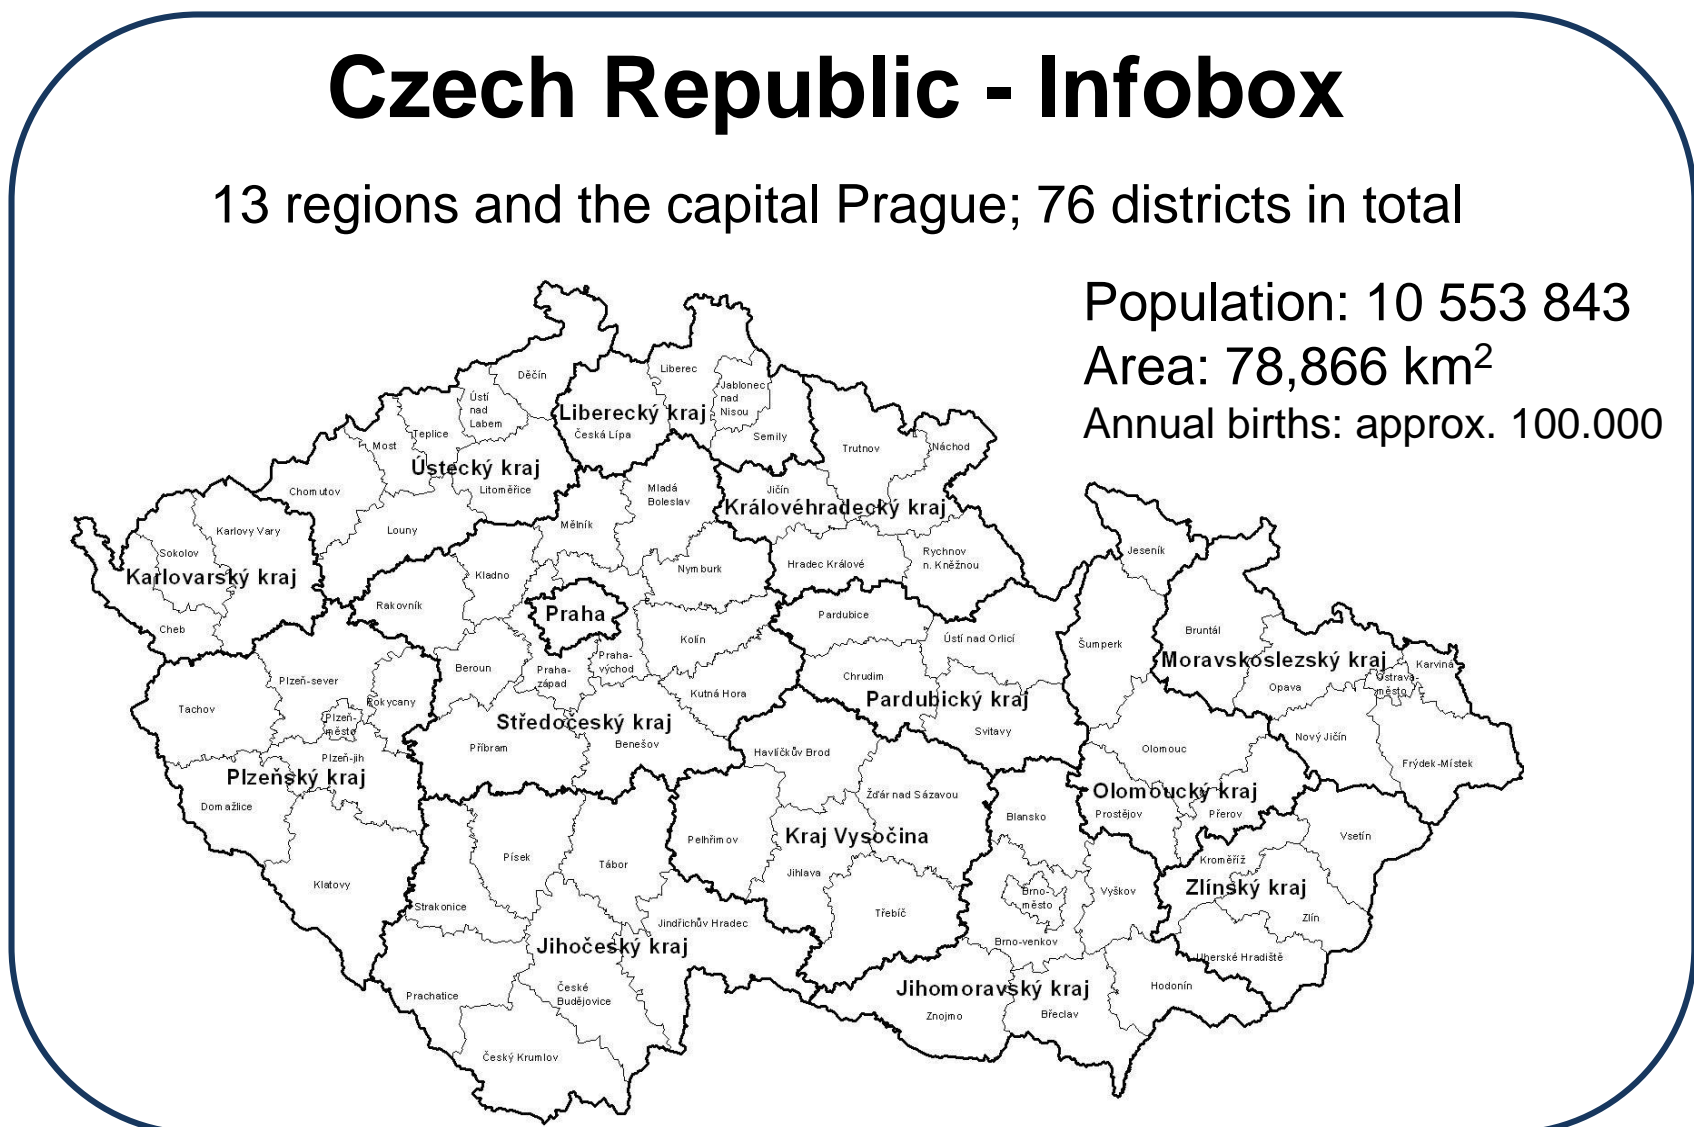 Czech Republic - Infobox
13 regions and the capital Prague; 76 districts in total
Population: 10 553 843
Area: 78,866 km²
Annual births: approx. 100.000
Děčín
Liberec
Jablonec
nad
Nisou
Ústí
nad
Labem
Liberecký kraj
Česká Lípa
Semily
Teplice
Most
Trutnov
Náchod
Ústecký kraj
Litoměřice
Chomutov
Mladá
Boleslav
Jičín
Královéhradecký kraj
Louny
Mělník
Karlovy Vary
Sokolov
Karlovarský kraj
Cheb
Kladno
Nymburk
Hradec Králové
Rychnov
n. Kněžnou
Jeseník
Rakovník
Praha
Pardubice
Kolín
Ústí nad Orlicí
Šumperk
Bruntál
Moravskoslezský kraj
Karviná
Ostrava-
město
Opava
Beroun
Praha-
západ
Praha-
východ
Plzeň-sever
Rokycany
Tachov
Plzeň-
město
Kutná Hora
Chrudim
Pardubický kraj
Svitavy
Středočeský kraj
Příbram
Benešov
Havlíčkův Brod
Olomouc
Nový Jičín
Frýdek-Místek
Plzeň-jih
Plzeňský kraj
Domažlice
Žďár nad Sázavou
Olomoucký kraj
Prostějov
Přerov
Blansko
Vsetín
Pelhřimov
Kraj Vysočina
Písek
Tábor
Jihlava
Kroměříž
Klatovy
Zlínský kraj
Zlín
Brno-
město
Vyškov
Strakonice
Třebíč
Jindřichův Hradec
Jihočeský kraj
Brno-venkov
Uherské Hradiště
Prachatice
České
Budějovice
Jihomoravský kraj
Hodonín
Znojmo
Břeclav
Český Krumlov